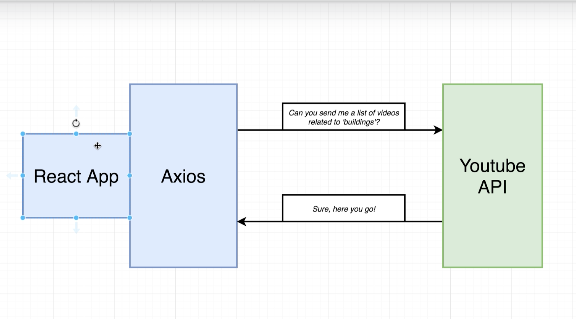 Can you send me a list of videos
related to 'buildings'?
React App
Axios
Youtube
API
Sure, here you go!